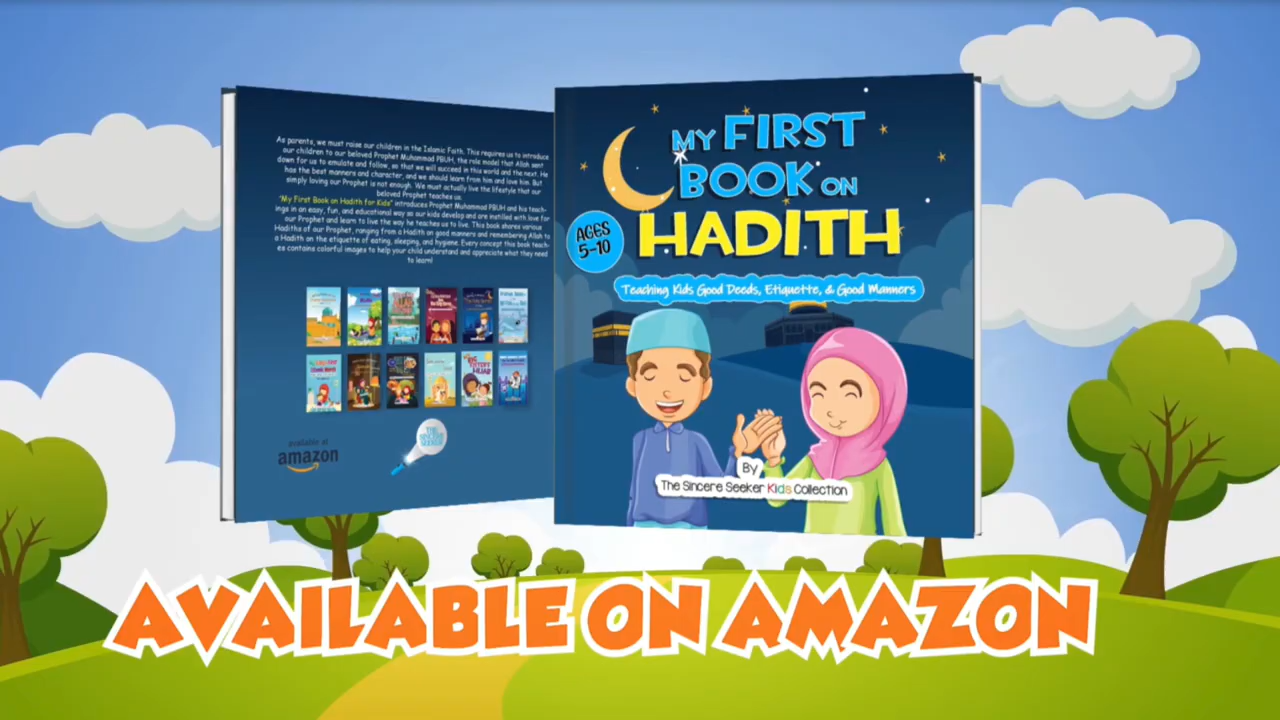 As parents, we must raise our children in the Islamic Faith. This requires us to introduce
our children to our beloved Prophet Muhammad PBUH, the role model that Allah sent
down for us to emulate and follow, so that we will succeed in this world and the next. He
has the best manners and character, and we should learn from him and love him. But
simply loving our Prophet is not enough. We must actually live the lifestyle that our
beloved Prophet teaches us.
"My First Book on Hadith for Kids" introduces Prophet Muhammad PBUH and his teach-
ings in an easy, fun, and educational way so our kids develop and are instilled with love for
our Prophet and learn to live the way he teaches us to live. This book shares various
Hadiths of our Prophet, ranging from a Hadith on good manners and remembering Allah to
a Hadith on the etiquette of eating, sleeping, and hygiene. Every concept this book teach-
es contains colorful images to help your child understand and appreciate what they need
to learn!
available at
amazon
THE
SINCERE
SEEKER
MY FIRST
BOOK ON
HADITH
AGES
5-10
Teaching Kids Good Deeds, Etiquette, & Good Manners
By
The Sincere Seeker Kids Collection
AVAILABLE ON AMAZON